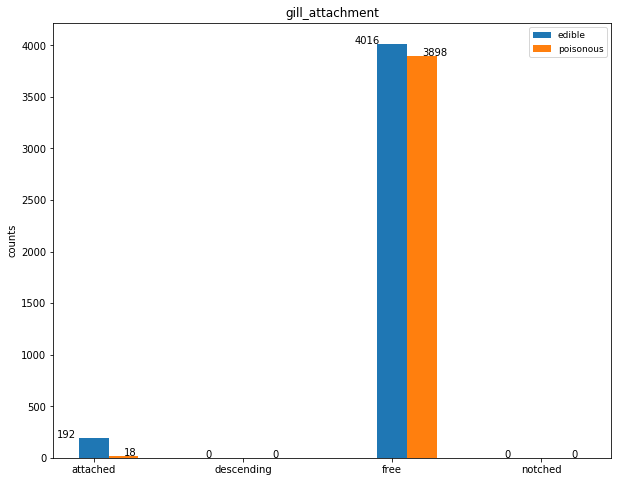 gill_attachment
edible
poisonous
counts
4000
3500
3000
2500
2000
1500
1000
500
0
192
18
0
0
4016
3898
0
0
attached
descending
free
notched